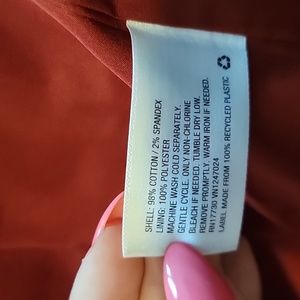 SHELL: 98% COTTON / 2% SPANDEX
LINING: 100% POLYESTER
MACHINE WASH COLD SEPARATELY.
GENTLE CYCLE. ONLY NON-CHLORINE
BLEACH IF NEEDED. TUMBLE DRY LOW.
REMOVE PROMPTLY. WARM IRON IF NEEDED.
RN17730 VN1247024
LABEL MADE FROM 100% RECYCLED PLASTIC